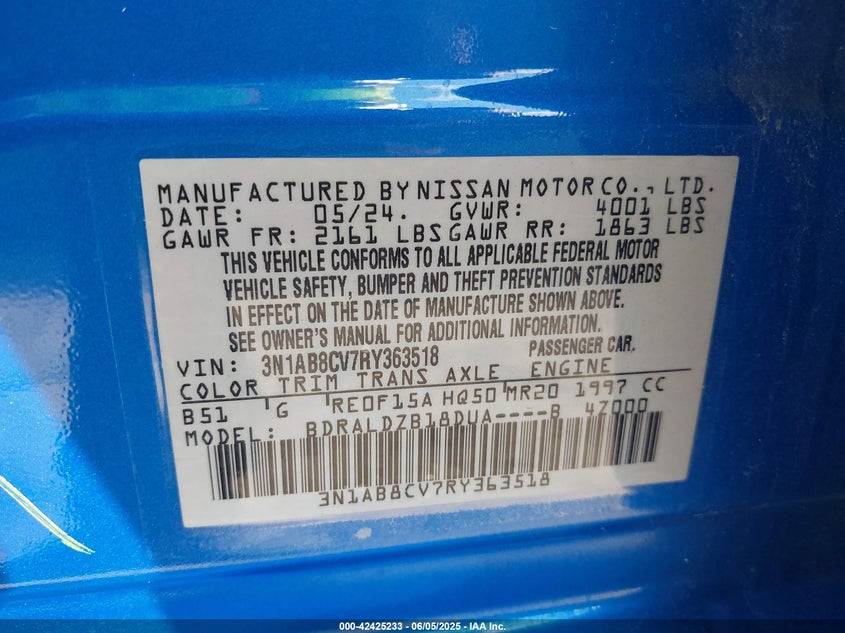 MANUFACTURED BY NISSAN MOTOR CO., LTD.
DATE: 05/24. GVWR: 4001 LBS
GAWR FR: 2161 LBS GAWR RR: 1863 LBS
THIS VEHICLE CONFORMS TO ALL APPLICABLE FEDERAL MOTOR
VEHICLE SAFETY, BUMPER AND THEFT PREVENTION STANDARDS
IN EFFECT ON THE DATE OF MANUFACTURE SHOWN ABOVE.
SEE OWNER'S MANUAL FOR ADDITIONAL INFORMATION.
VIN: 3N1AB8CV7RY363518 PASSENGER CAR.
COLOR TRIM TRANS AXLE ENGINE
B51 G RE0F15A HQ50 MR20 1997 CC
MODEL: BDRALDZB18DUA----B 47000
3N1AB8CV7RY363518
000-42425233 - 06/05/2025 - IAA Inc.